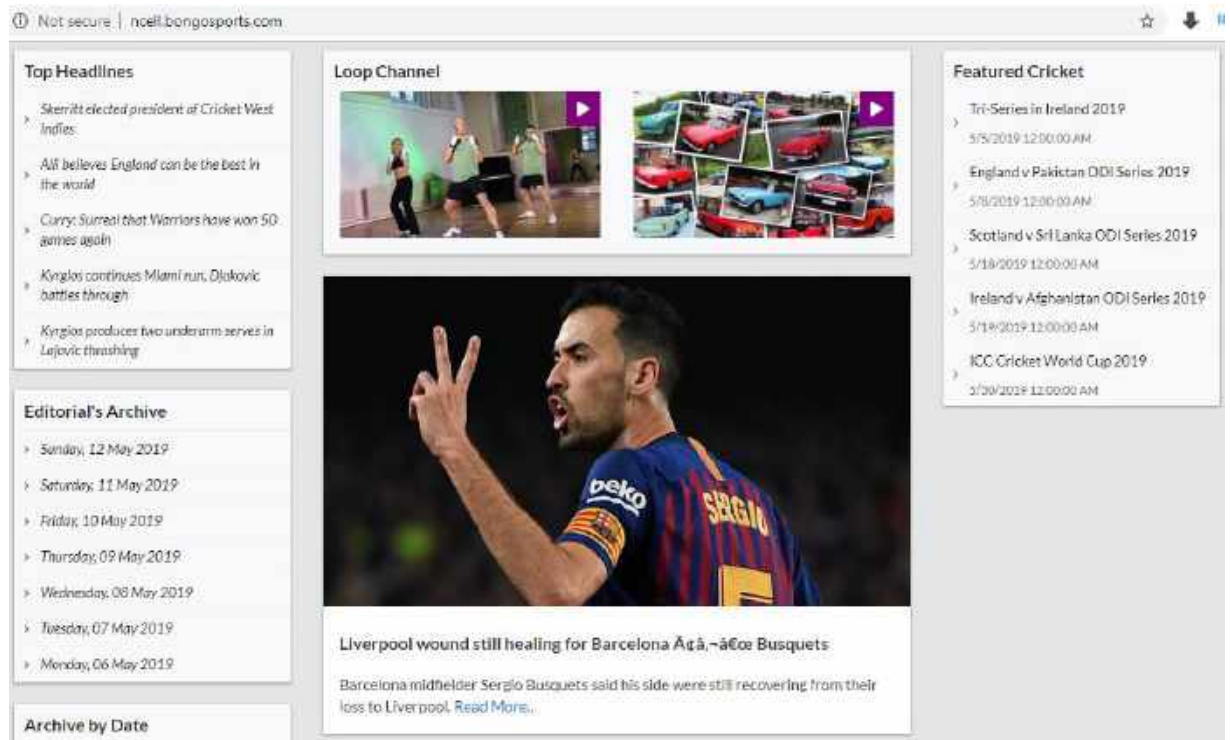 Not secure | ncell.bongosports.com
Top Headlines
Skerritt elected president of Cricket West
Indies
Ali believes England can be the best in
the world
Curry: Surreal that Warriors have won 50
games again
Kyrgios continues Miami run, Djokovic
battles through
Kyrgios produces two underarm serves in
Lajovic thrashing
Editorial's Archive
Sunday, 12 May 2019
Saturday, 11 May 2019
Friday, 10 May 2019
Thursday, 09 May 2019
Wednesday, 08 May 2019
Tuesday, 07 May 2019
Monday, 06 May 2019
Archive by Date
Loop Channel
beko
SERGIO
5
Liverpool wound still healing for Barcelona Ã¢â‚¬â€œ Busquets
Barcelona midfielder Sergio Busquets said his side were still recovering from their
loss to Liverpool. Read More..
Featured Cricket
Tri-Series in Ireland 2019
5/5/2019 12:00:00 AM
England v Pakistan ODI Series 2019
5/8/2019 12:00:00 AM
Scotland v Sri Lanka ODI Series 2019
5/18/2019 12:00:00 AM
Ireland v Afghanistan ODI Series 2019
5/19/2019 12:00:00 AM
ICC Cricket World Cup 2019
5/30/2019 12:00:00 AM